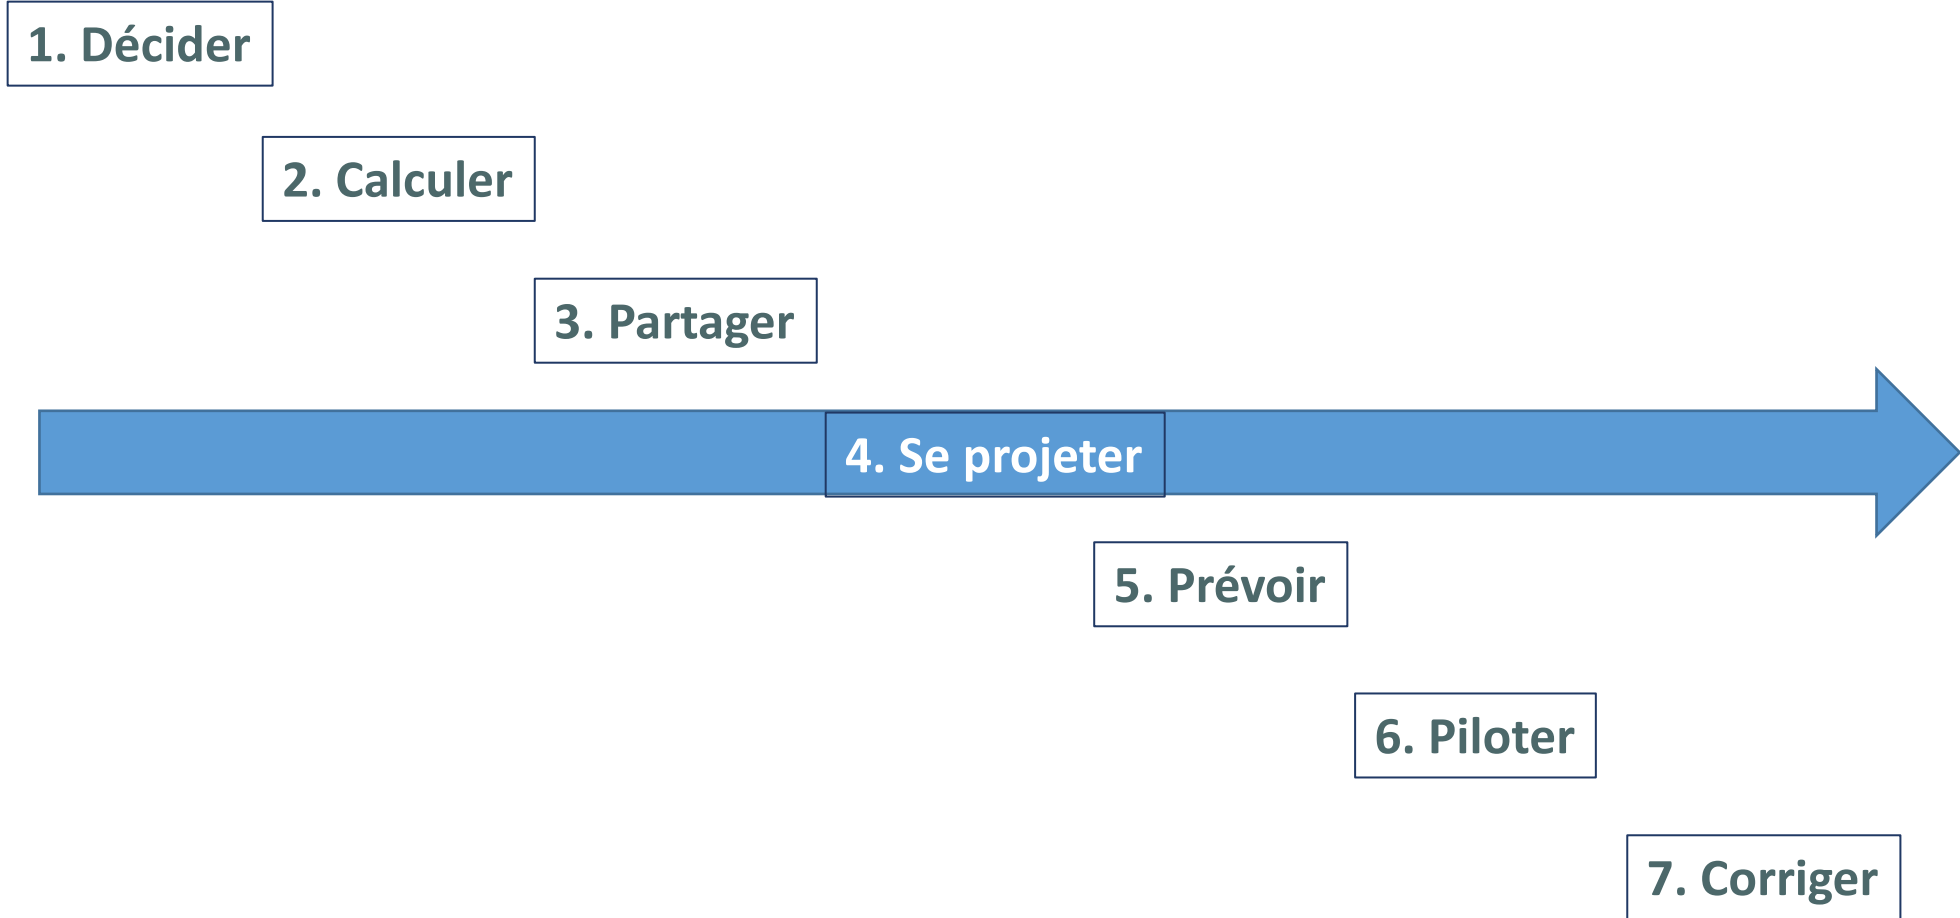 1. Décider
2. Calculer
3. Partager
4. Se projeter
5. Prévoir
6. Piloter
7. Corriger